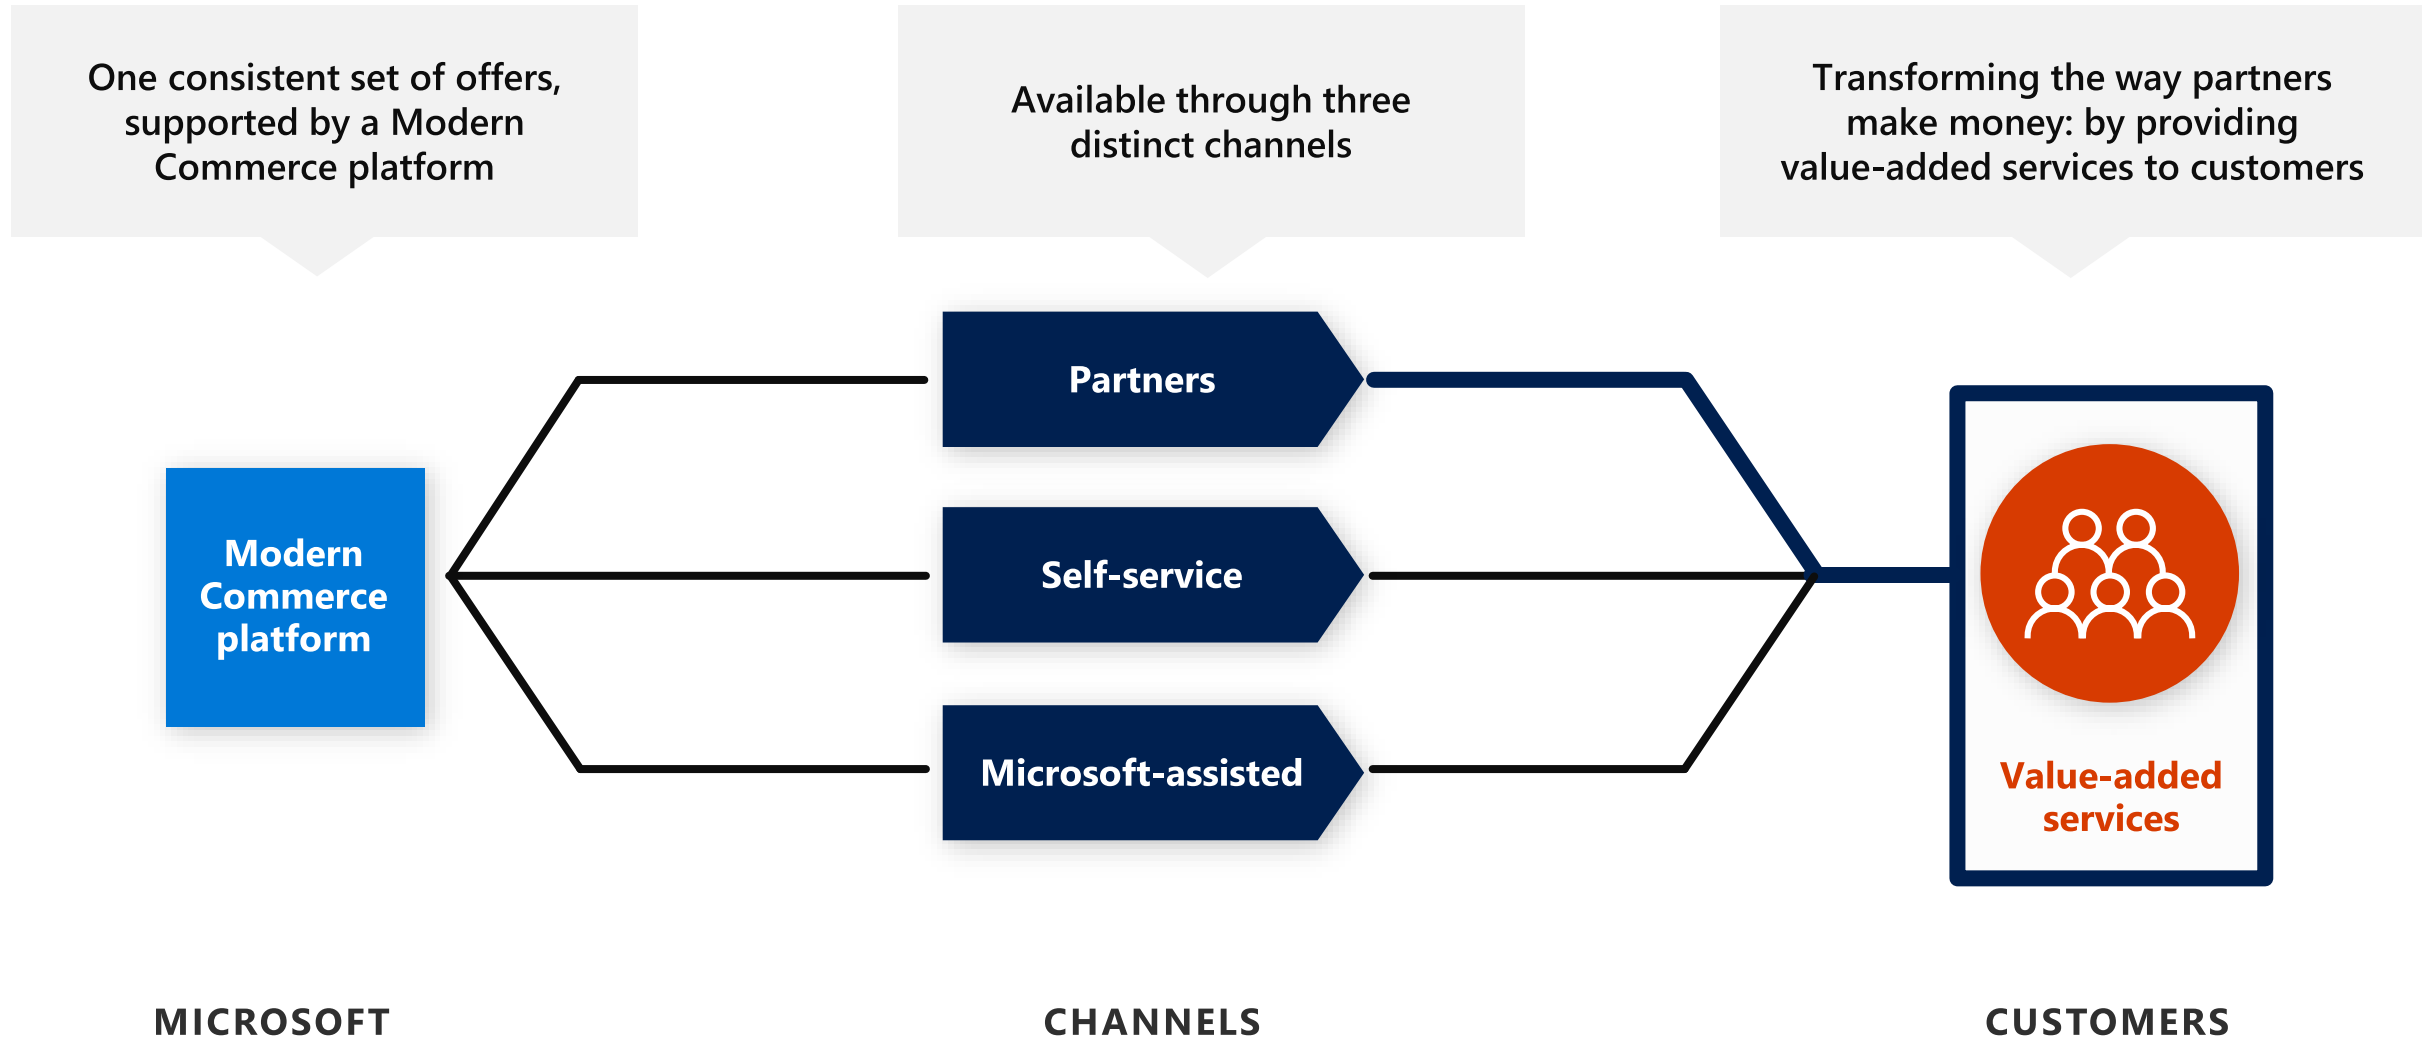 One consistent set of offers,
supported by a Modern
Commerce platform
Available through three
distinct channels
Transforming the way partners
make money: by providing
value-added services to customers
Modern
Commerce
platform
Partners
Self-service
Microsoft-assisted
Value-added
services
MICROSOFT
CHANNELS
CUSTOMERS